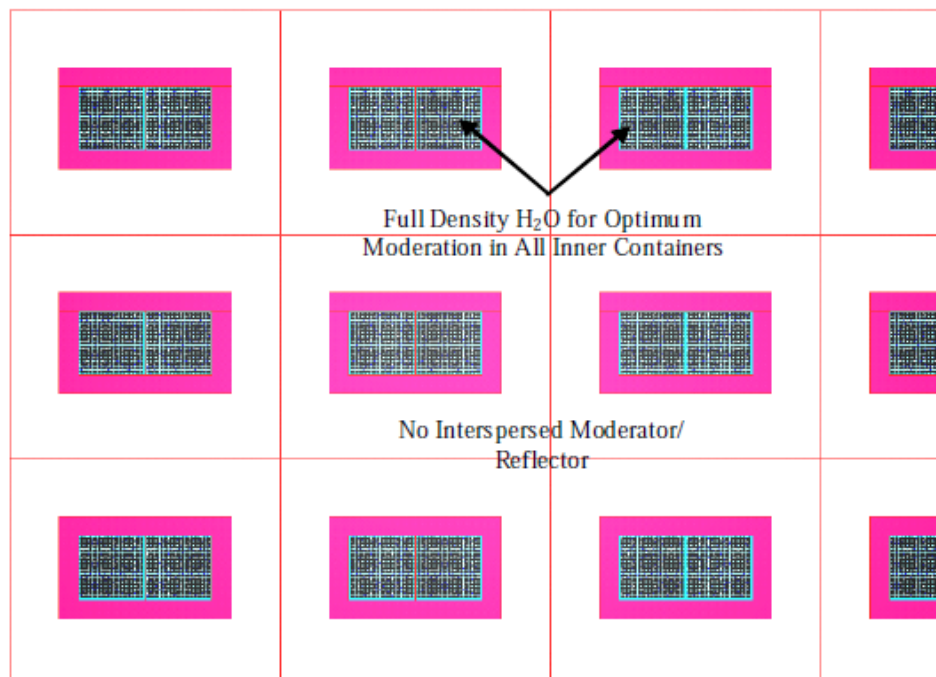 Full Density H₂O for Optimum
Moderation in All Inner Containers
No Interspersed Moderator/
Reflector